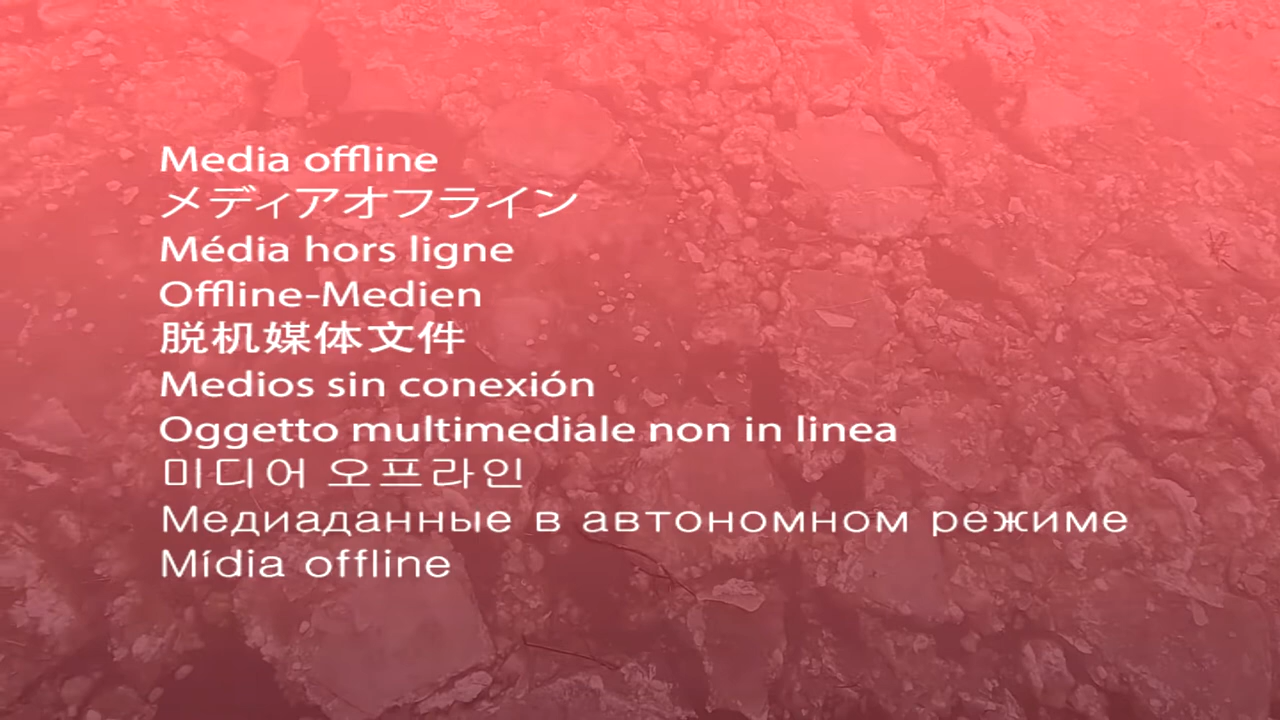 Media offline
メディアオフライン
Média hors ligne
Offline-Medien
脱机媒体文件
Medios sin conexión
Oggetto multimediale non in linea
미디어 오프라인
Медиаданные в автономном режиме
Mídia offline